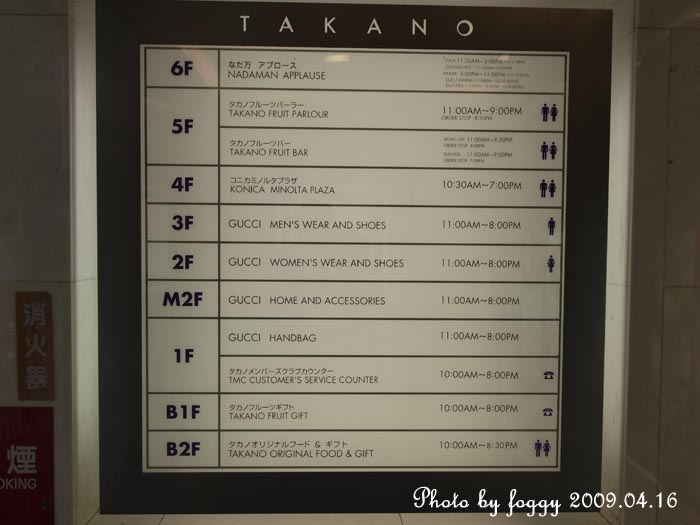 TAKANO
6F
なだ万 アプローズ
NADAMAN APPLAUSE
5F
タカノフルーツパーラー
TAKANO FRUIT PARLOUR
11:00AM~9:00PM
ORDER STOP 8:30PM
タカノフルーツバー
TAKANO FRUIT BAR
4F
コニカミノルタプラザ
KONICA MINOLTA PLAZA
10:30AM~7:00PM
3F
GUCCI MEN'S WEAR AND SHOES
11:00AM~8:00PM
2F
GUCCI WOMEN'S WEAR AND SHOES
11:00AM~8:00PM
M2F
GUCCI HOME AND ACCESSORIES
11:00AM~8:00PM
1F
GUCCI HANDBAG
11:00AM~8:00PM
タカノメンバーズクラブカウンター
TMC CUSTOMER'S SERVICE COUNTER
10:00AM~8:00PM
B1F
タカノフルーツギフト
TAKANO FRUIT GIFT
10:00AM~8:00PM
B2F
タカノオリジナルフード & ギフト
TAKANO ORIGINAL FOOD & GIFT
10:00AM~8:30PM
消火器
煙
OKING
Photo by foggy 2009.04.16